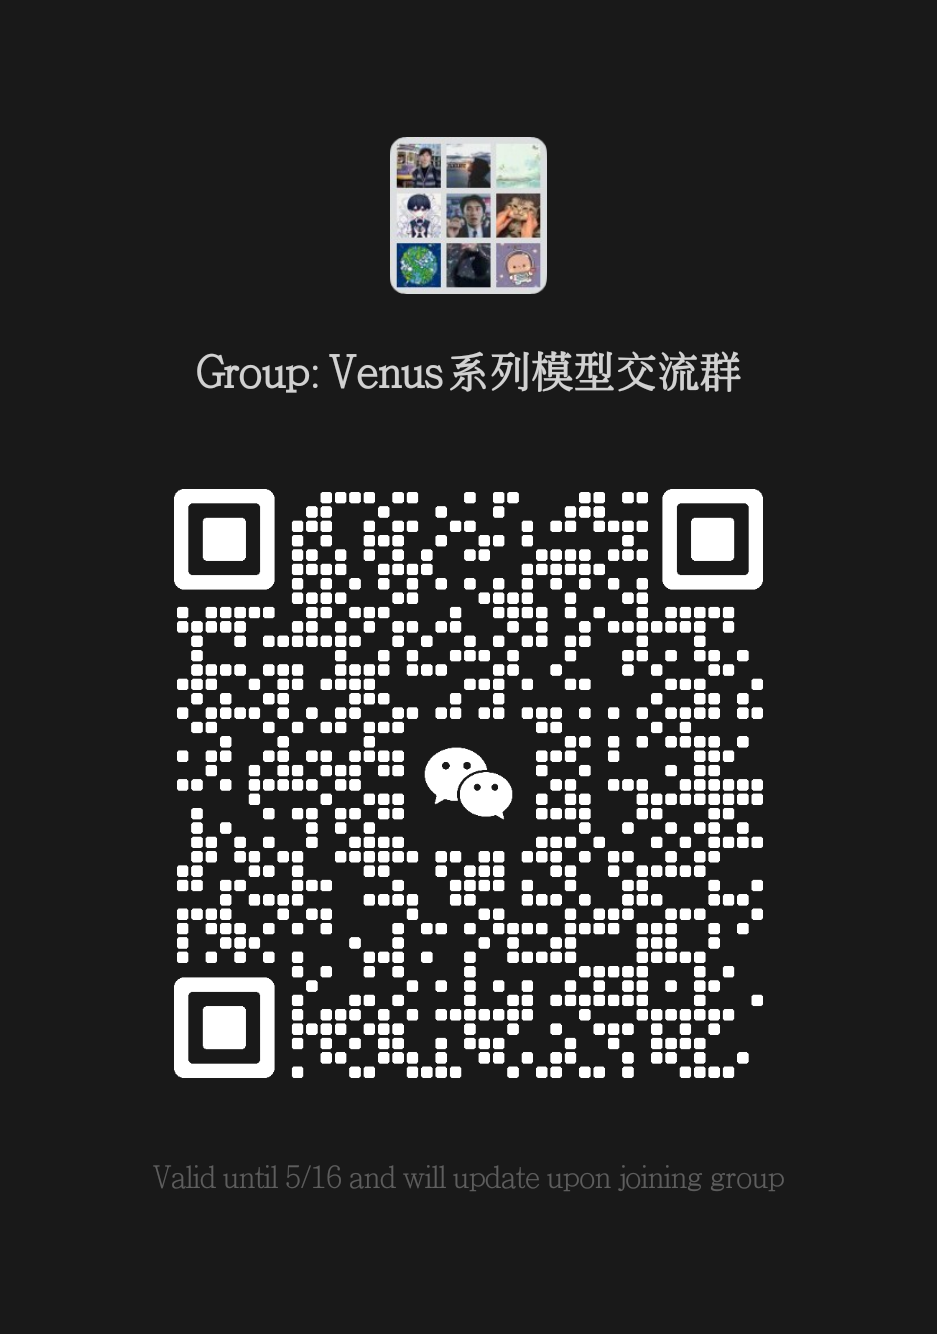 Group: Venus系列模型交流群
Valid until 5/16 and will update upon joining group